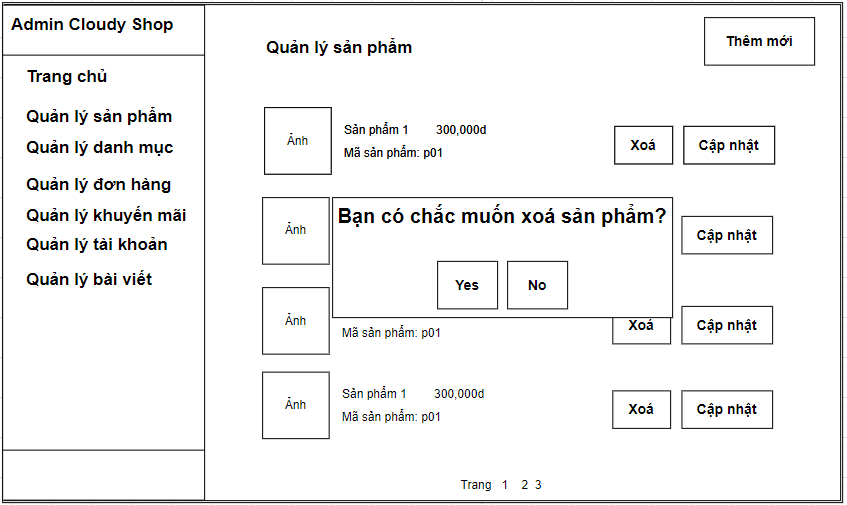 Admin Cloudy Shop
Trang chủ
Quản lý sản phẩm
Quản lý danh mục
Quản lý đơn hàng
Quản lý khuyến mãi
Quản lý tài khoản
Quản lý bài viết
Quản lý sản phẩm
Thêm mới
Ảnh
Sản phẩm 1 300,000d
Mã sản phẩm: p01
Xoá
Cập nhật
Ảnh
Bạn có chắc muốn xoá sản phẩm?
Yes
No
Cập nhật
Ảnh
Mã sản phẩm: p01
Xoá
Cập nhật
Ảnh
Sản phẩm 1 300,000d
Mã sản phẩm: p01
Xoá
Cập nhật
Trang 1 2 3